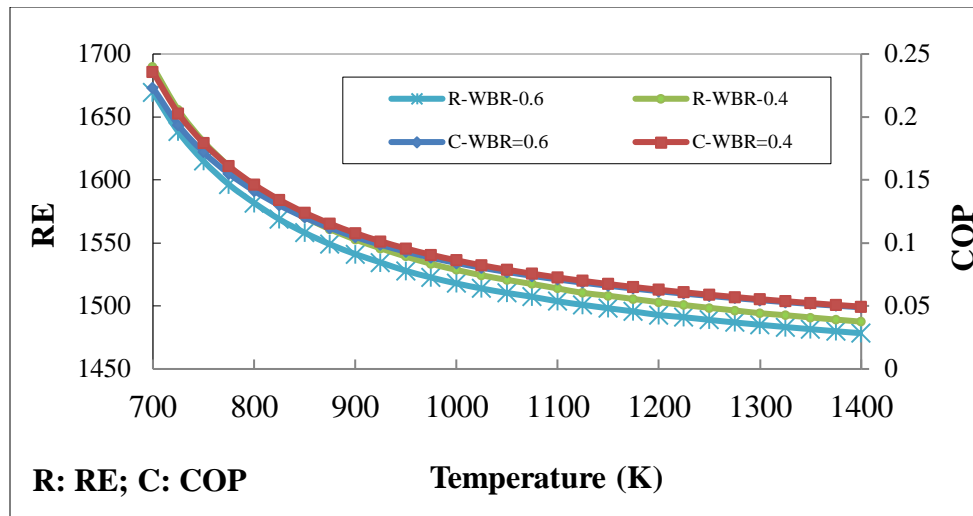 1700
1650
1600
1550
1500
1450
RE
0.25
0.2
0.15
0.1
0.05
0
COP
R-WBR-0.6
R-WBR-0.4
C-WBR=0.6
C-WBR=0.4
700 800 900 1000 1100 1200 1300 1400
R: RE; C: COP
Temperature (K)